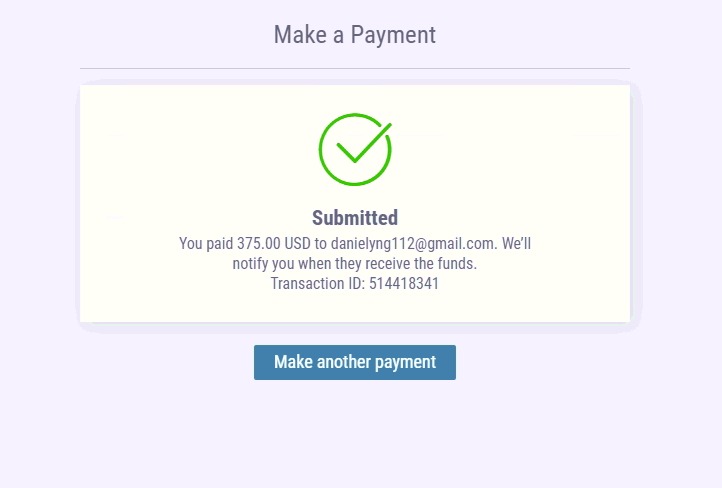 Make a Payment
Submitted
You paid 375.00 USD to danielyng112@gmail.com. We’ll
notify you when they receive the funds.
Transaction ID: 514418341
Make another payment